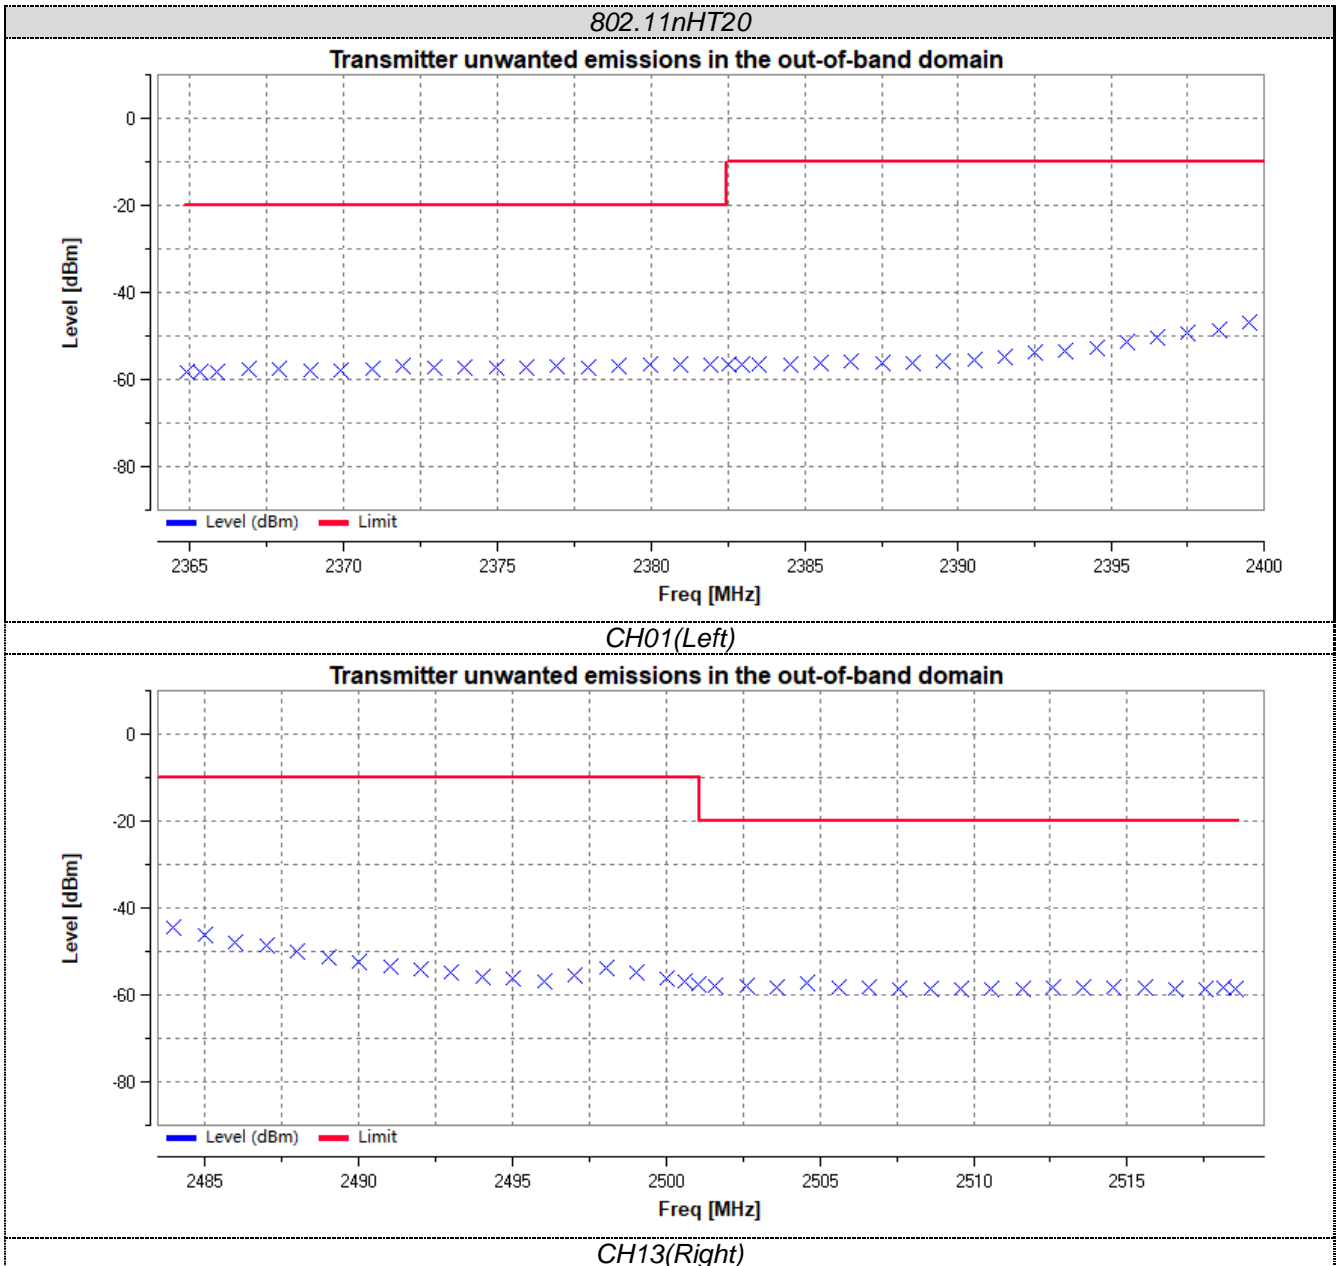 802.11nHT20
Transmitter unwanted emissions in the out-of-band domain
0
-20
-40
-60
-80
Level [dBm]
Level (dBm) Limit
2365 2370 2375 2380 2385 2390 2395 2400
Freq [MHz]
CH01(Left)
Transmitter unwanted emissions in the out-of-band domain
0
-20
-40
-60
-80
Level [dBm]
Level (dBm) Limit
2485 2490 2495 2500 2505 2510 2515
Freq [MHz]
CH13(Right)